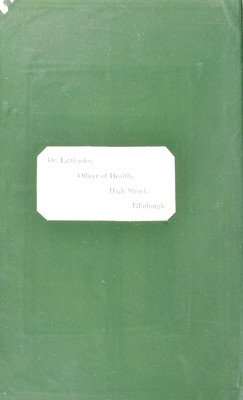 Dr. Littlejohn,
Officer of Health,
High Street,
Edinburgh